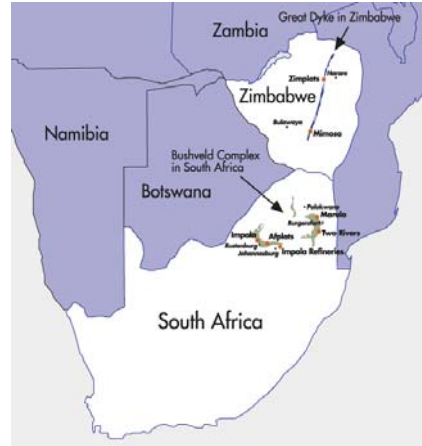 Great Dyke in Zimbabwe
Zambia
Zimplats
Harare
Zimbabwe
Bulawayo
Mimosa
Namibia
Bushveld Complex
in South Africa
Botswana
Polokwane
Marula
Burgersfort
Two Rivers
Impala
Afplats
Rustenburg
Impala Refineries
Johannesburg
South Africa